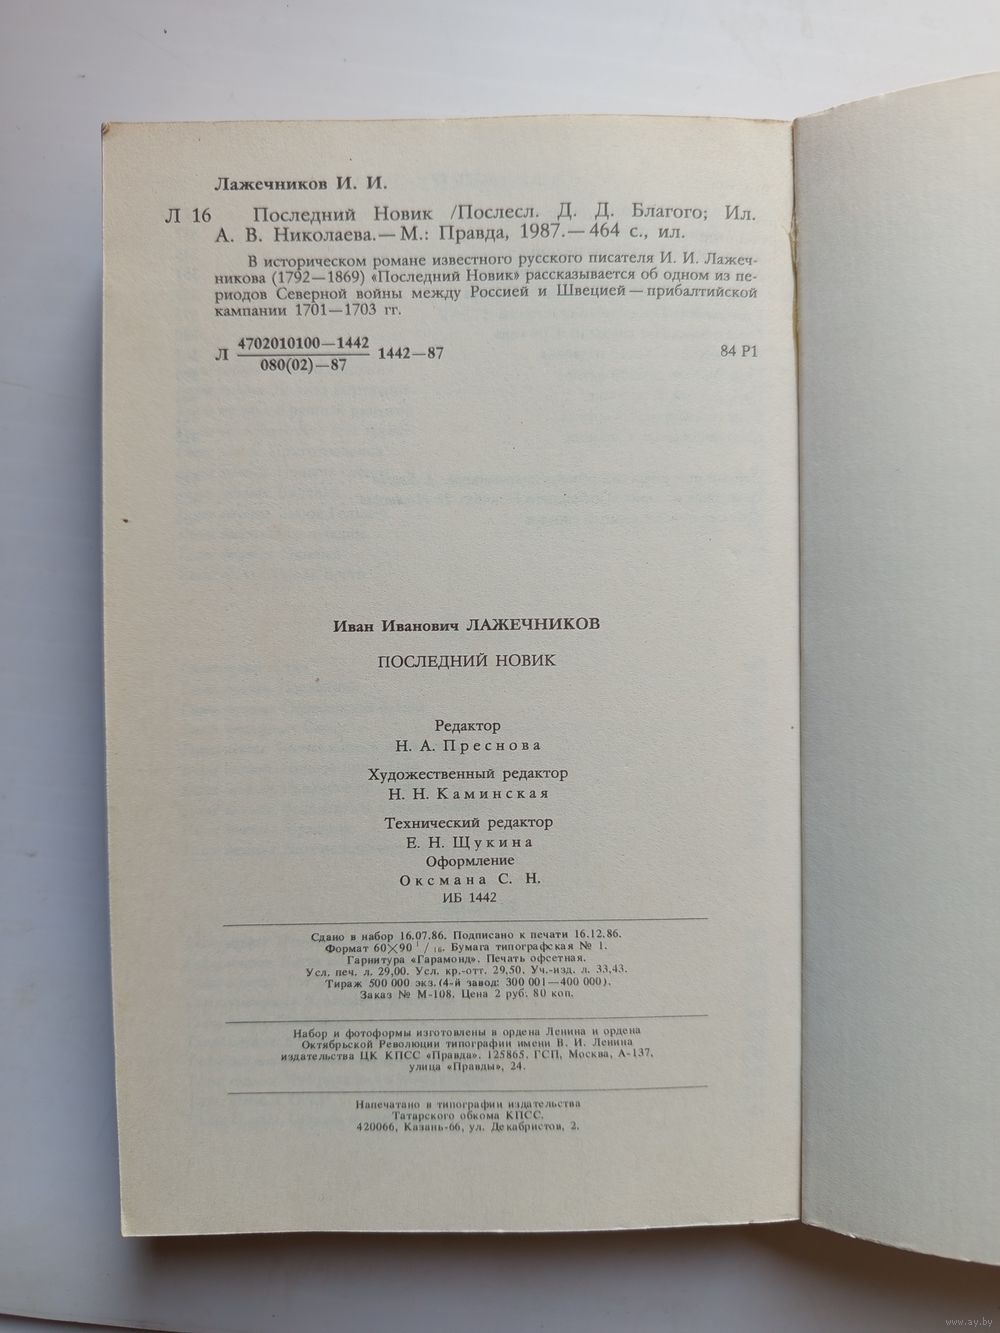 Лажечников И. И.
Л 16 Последний Новик /Послесл. Д. Д. Благого; Ил.
А. В. Николаева.— М.: Правда, 1987.— 464 с., ил.
В историческом романе известного русского писателя И. И. Лажеч-
никова (1792—1869) «Последний Новик» рассказывается об одном из пе-
риодов Северной войны между Россией и Швецией — прибалтийской
кампании 1701—1703 гг.
4702010100—1442
Л 1442—87 84 Р1
080(02)—87
Иван Иванович ЛАЖЕЧНИКОВ
ПОСЛЕДНИЙ НОВИК
Редактор
Н. А. Преснова
Художественный редактор
Н. Н. Каминская
Технический редактор
Е. Н. Щукина
Оформление
Оксмана С. Н.
ИБ 1442
Сдано в набор 16.07.86. Подписано к печати 16.12.86.
Формат 60×90 1/16. Бумага типографская № 1.
Гарнитура «Гарамонд». Печать офсетная.
Усл. печ. л. 29,00. Усл. кр.-отт. 29,50. Уч.-изд. л. 33,43.
Тираж 500 000 экз. (4-й завод: 300 001—400 000).
Заказ № М-108. Цена 2 руб. 80 коп.
Набор и фотоформы изготовлены в ордена Ленина и ордена
Октябрьской Революции типографии имени В. И. Ленина
издательства ЦК КПСС «Правда». 125865. ГСП, Москва, А-137,
улица «Правды», 24.
Напечатано в типографии издательства
Татарского обкома КПСС.
420066, Казань-66, ул. Декабристов, 2.
www.ay.by